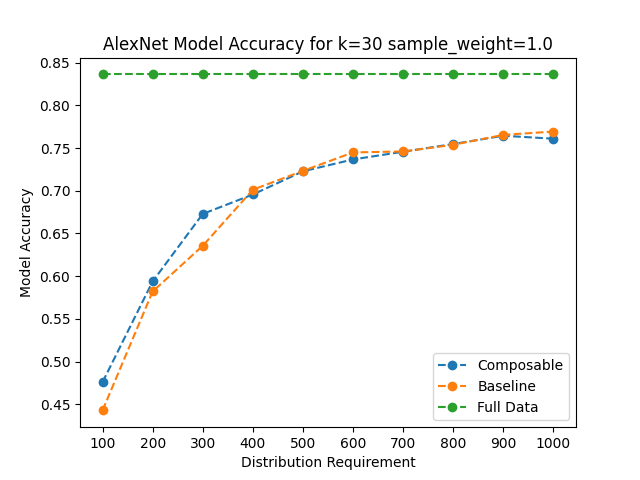 AlexNet Model Accuracy for k=30 sample_weight=1.0
0.85
0.80
0.75
0.70
0.65
0.60
0.55
0.50
0.45
Model Accuracy
Composable
Baseline
Full Data
100 200 300 400 500 600 700 800 900 1000
Distribution Requirement